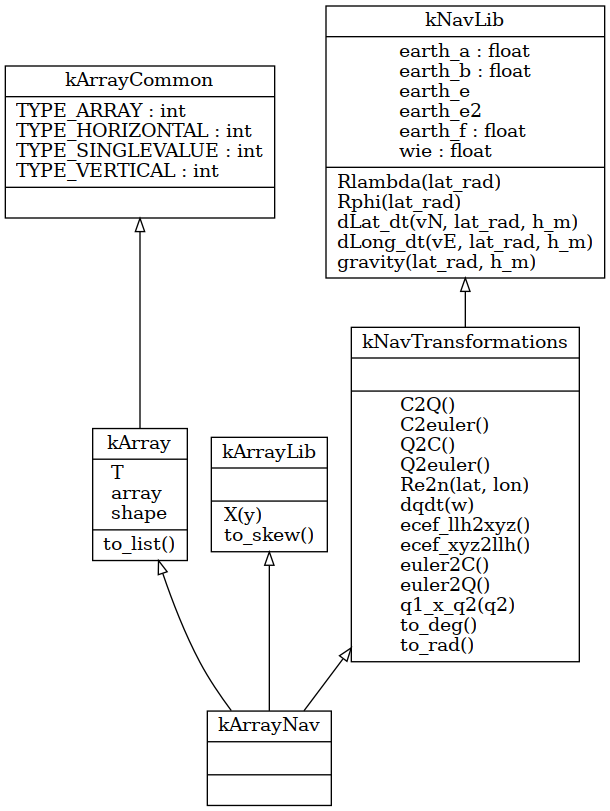 kNavLib
earth_a : float
earth_b : float
earth_e
earth_e2
earth_f : float
wie : float
Rlambda(lat_rad)
Rphi(lat_rad)
dLat_dt(vN, lat_rad, h_m)
dLong_dt(vE, lat_rad, h_m)
gravity(lat_rad, h_m)
kArrayCommon
TYPE_ARRAY : int
TYPE_HORIZONTAL : int
TYPE_SINGLEVALUE : int
TYPE_VERTICAL : int
kNavTransformations
C2Q()
C2euler()
Q2C()
Q2euler()
Re2n(lat, lon)
dqdt(w)
ecef_llh2xyz()
ecef_xyz2llh()
euler2C()
euler2Q()
q1_x_q2(q2)
to_deg()
to_rad()
kArray
T
array
shape
to_list()
kArrayLib
X(y)
to_skew()
kArrayNav